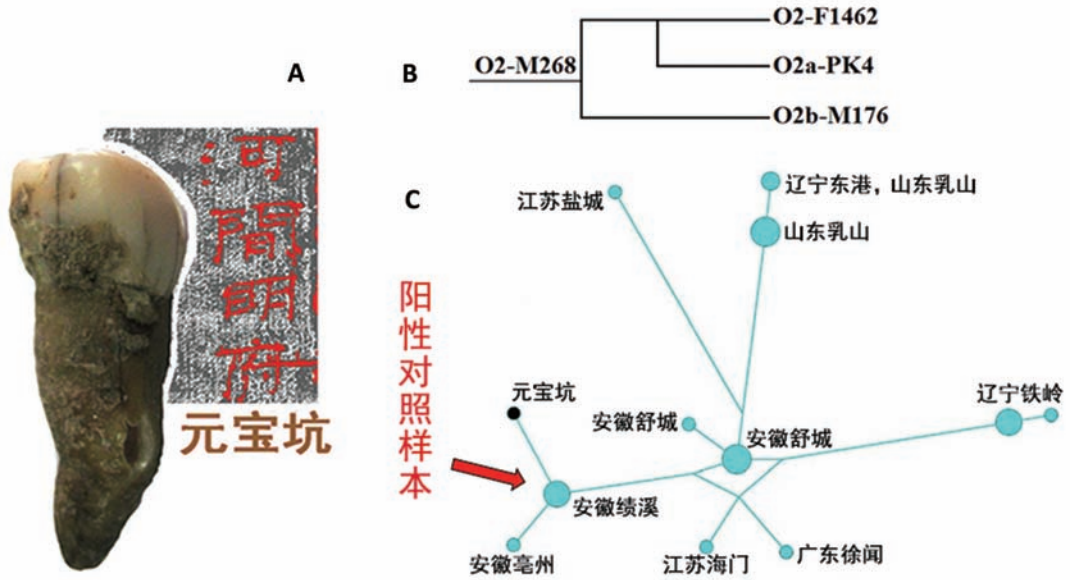 A
B
O2-M268
O2-F1462
O2a-PK4
O2b-M176
河
間
明
府
元宝坑
C
江苏盐城
辽宁东港，山东乳山
山东乳山
阳性对照样本
元宝坑
安徽舒城
安徽舒城
辽宁铁岭
安徽绩溪
安徽亳州
江苏海门
广东徐闻